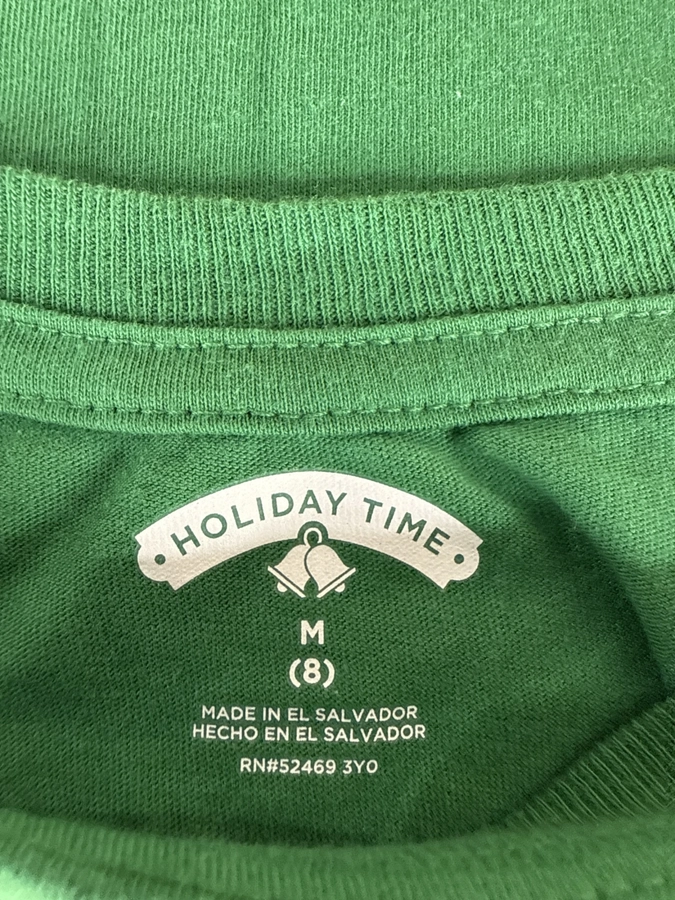 HOLIDAY TIME
M
(8)
MADE IN EL SALVADOR
HECHO EN EL SALVADOR
RN#52469 3Y0